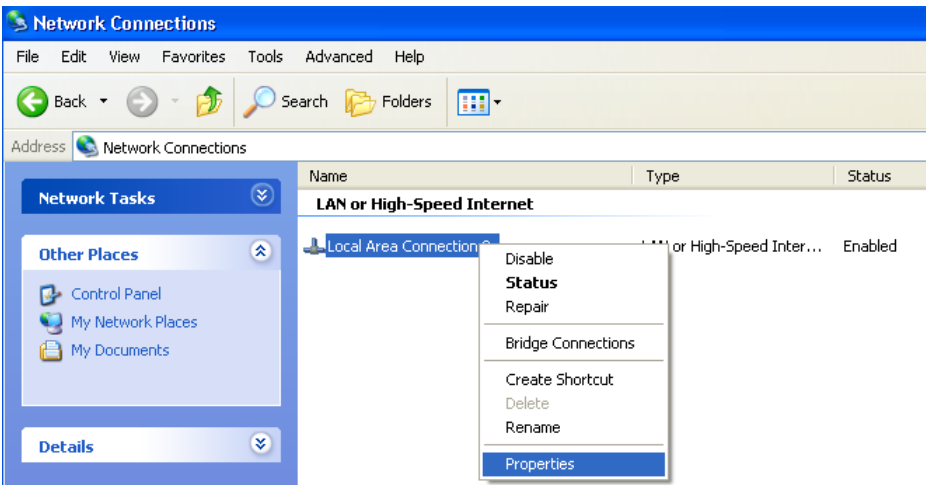 Network Connections
File Edit View Favorites Tools Advanced Help
Back Search Folders
Address Network Connections
Name Type Status
Network Tasks
LAN or High-Speed Internet
Local Area Connection or High-Speed Inter... Enabled
Other Places
Control Panel
My Network Places
My Documents
Details
Disable
Status
Repair
Bridge Connections
Create Shortcut
Delete
Rename
Properties